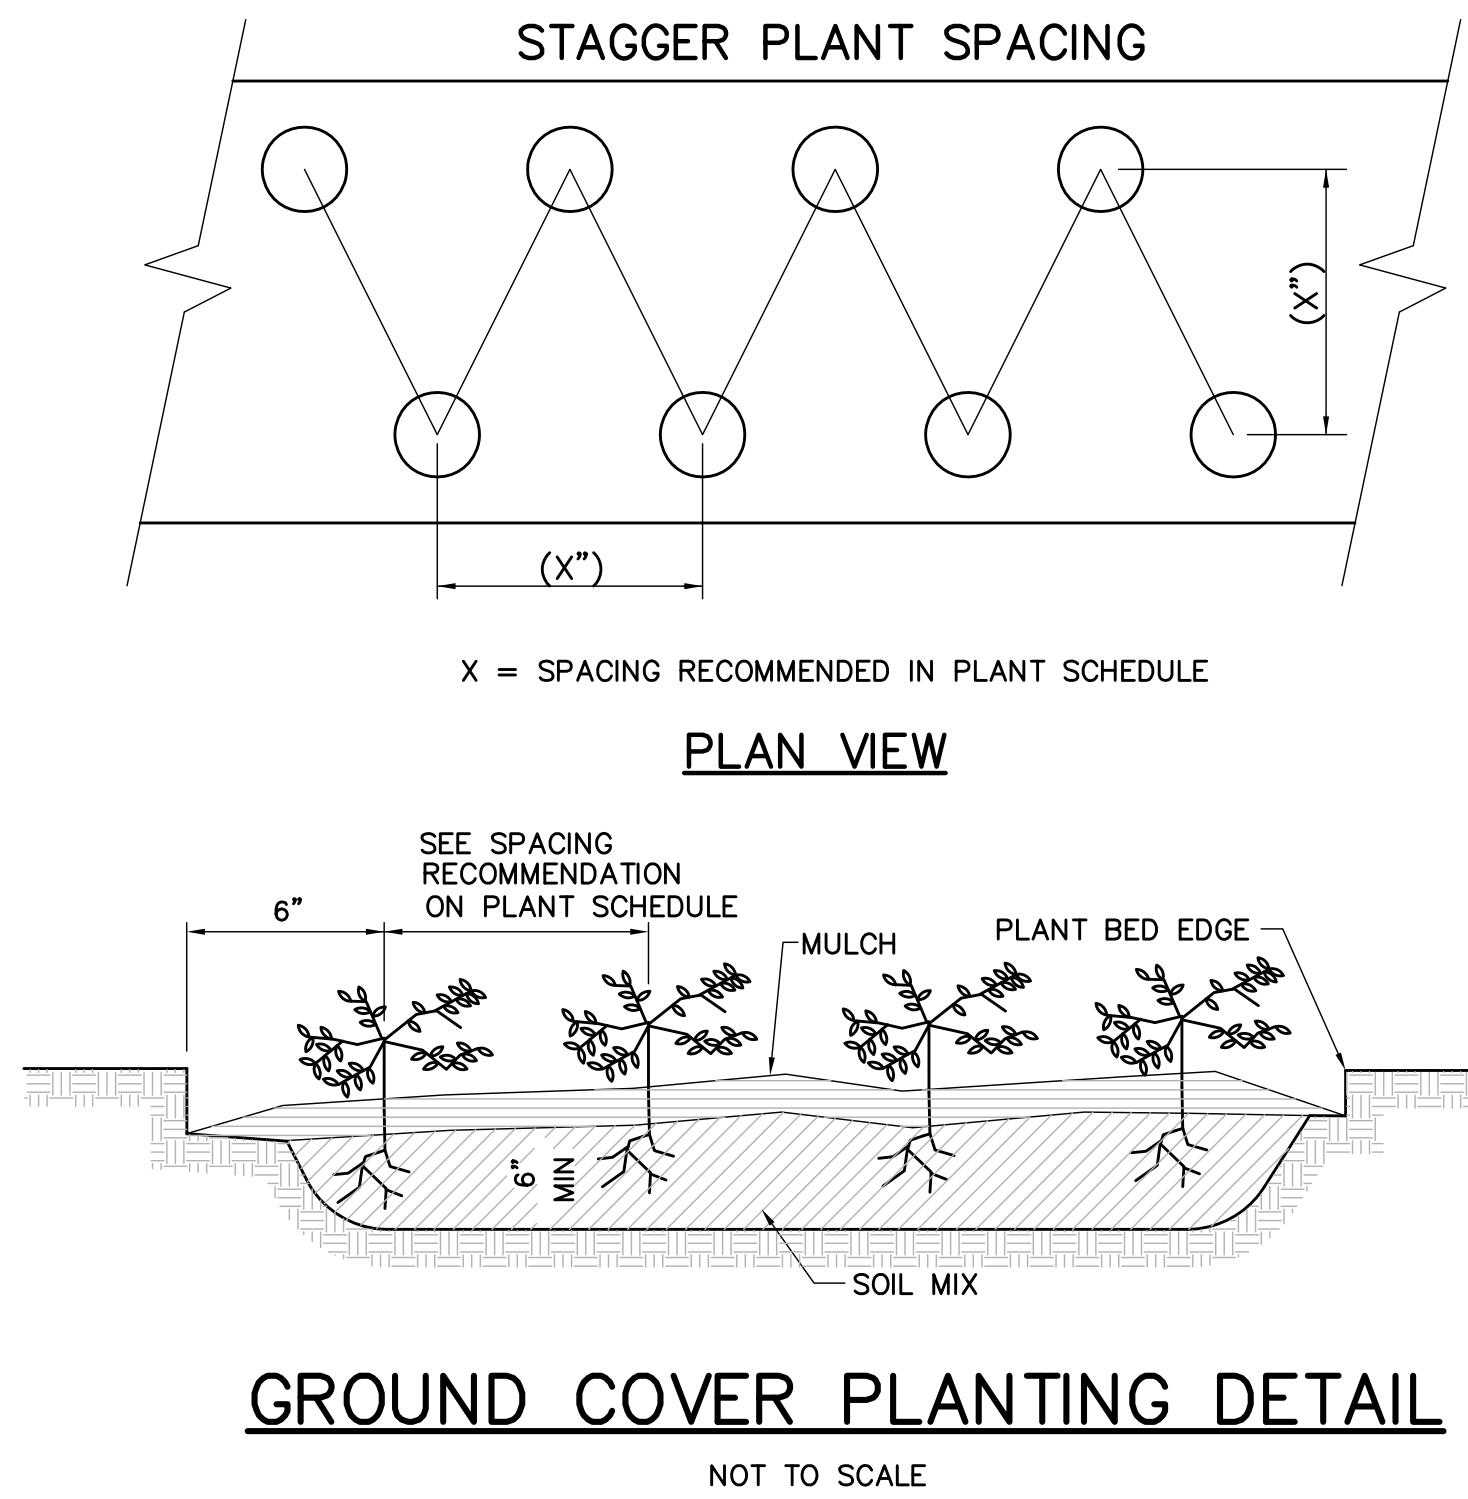 STAGGER PLANT SPACING
(X")
(X")
X = SPACING RECOMMENDED IN PLANT SCHEDULE
PLAN VIEW
SEE SPACING
RECOMMENDATION
ON PLANT SCHEDULE
6"
MULCH
PLANT BED EDGE
6"
MIN
SOIL MIX
GROUND COVER PLANTING DETAIL
NOT TO SCALE